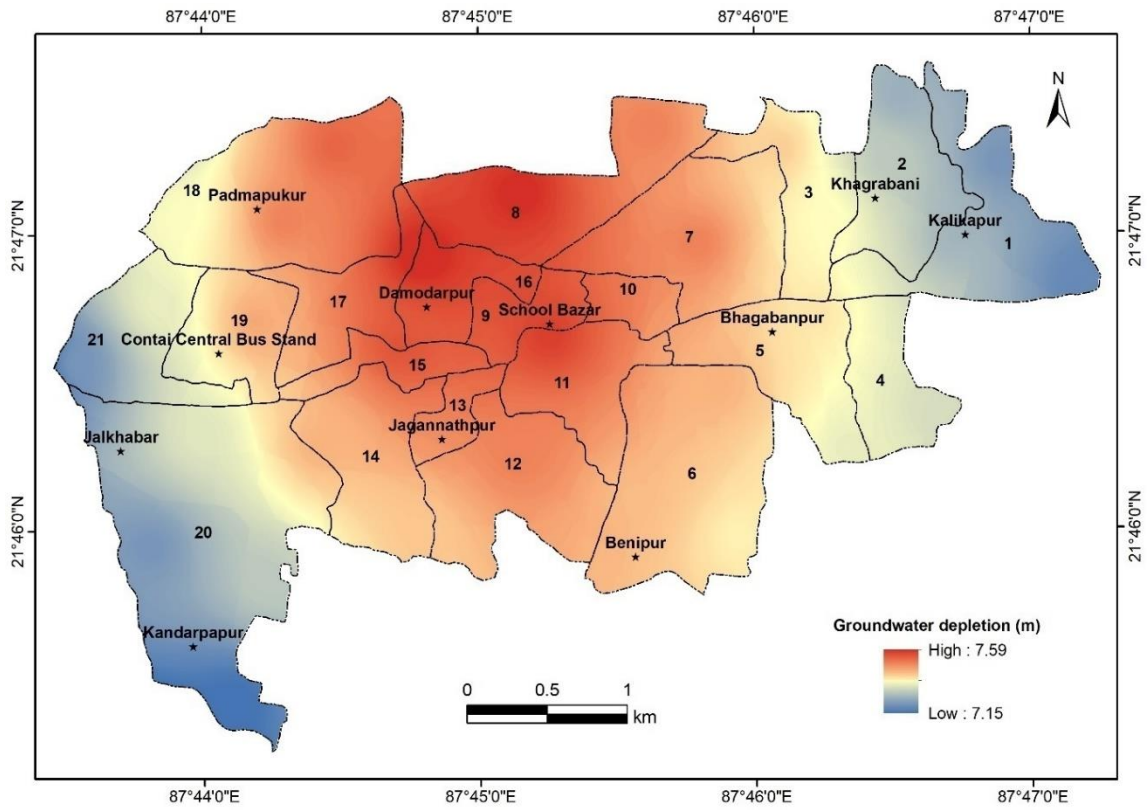 87°44'0"E
87°45'0"E
87°46'0"E
87°47'0"E
N
2
18
Padmapukur
3
Khagrabani
8
Kalikapur
1
21°47'0"N
21°47'0"N
7
16
10
17
Damodarpur
9
School Bazar
19
Bhagabanpur
21
Contai Central Bus Stand
5
15
11
4
13
Jagannathpur
Jalkhabar
14
12
6
20
21°46'0"N
21°46'0"N
Benipur
Kandarpapur
Groundwater depletion (m)
High : 7.59
Low : 7.15
0 0.5 1
km
87°44'0"E
87°45'0"E
87°46'0"E
87°47'0"E